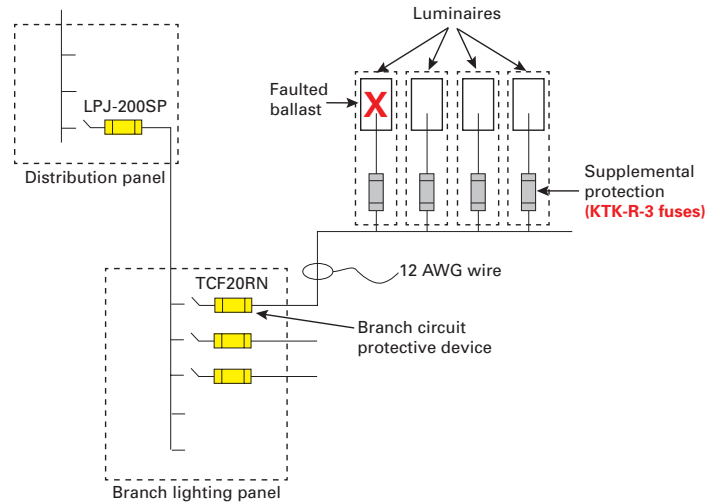 Luminaires
Faulted
ballast
X
LPJ-200SP
Distribution panel
Supplemental
protection
(KTK-R-3 fuses)
12 AWG wire
TCF20RN
Branch circuit
protective device
Branch lighting panel